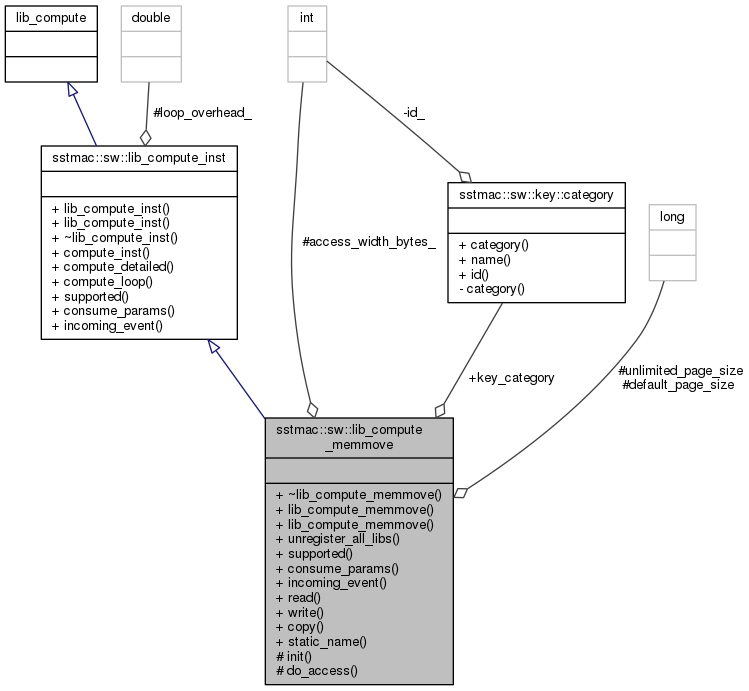 lib_compute
double
int
#loop_overhead_
-id_
sstmac::sw::lib_compute_inst
+ lib_compute_inst()
+ lib_compute_inst()
+ ~lib_compute_inst()
+ compute_inst()
+ compute_detailed()
+ compute_loop()
+ supported()
+ consume_params()
+ incoming_event()
#access_width_bytes_
sstmac::sw::key::category
+ category()
+ name()
+ id()
- category()
long
+key_category
#unlimited_page_size
#default_page_size
sstmac::sw::lib_compute
_memmove
+ ~lib_compute_memmove()
+ lib_compute_memmove()
+ lib_compute_memmove()
+ unregister_all_libs()
+ supported()
+ consume_params()
+ incoming_event()
+ read()
+ write()
+ copy()
+ static_name()
# init()
# do_access()